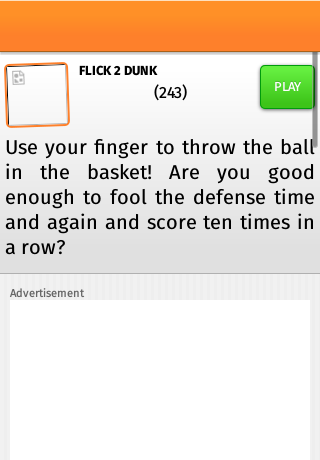 FLICK 2 DUNK
(243)
PLAY
Use your finger to throw the ball
in the basket! Are you good
enough to fool the defense time
and again and score ten times in
a row?
Advertisement